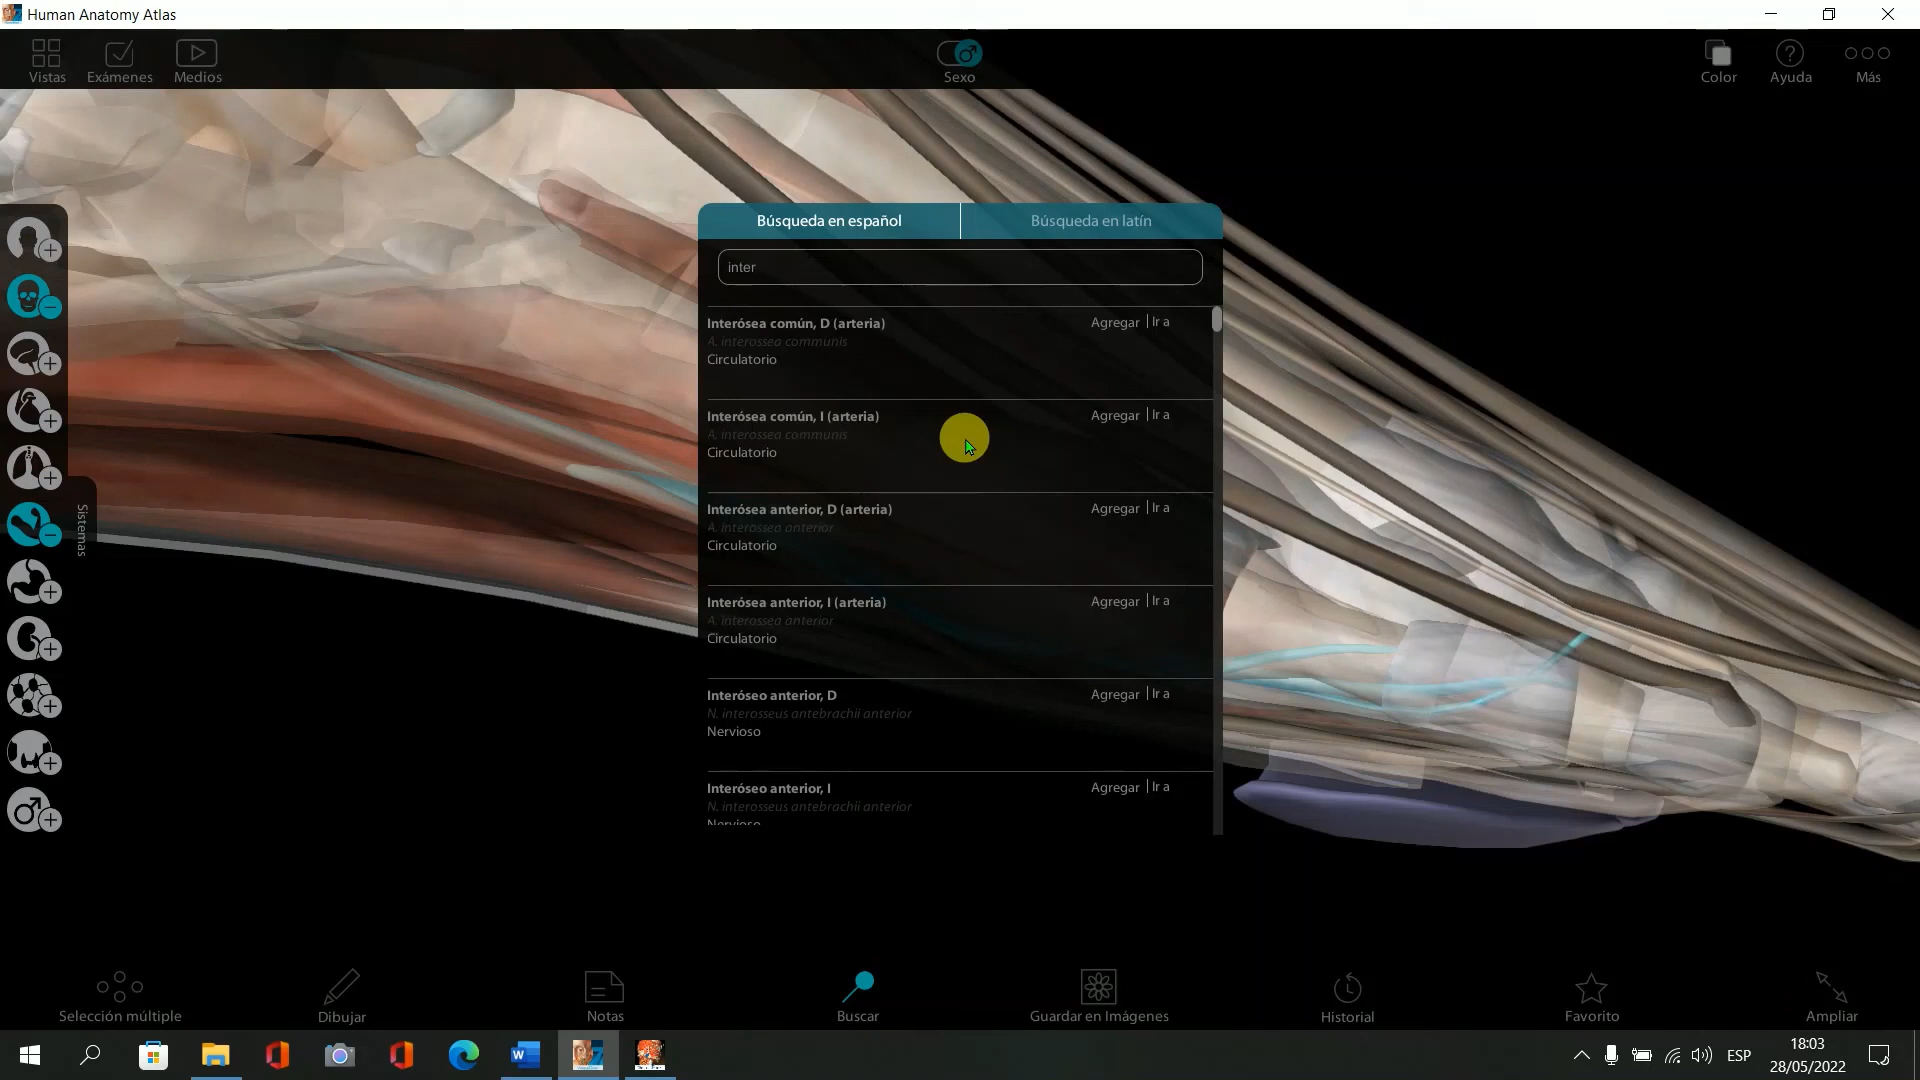 Human Anatomy Atlas
Vistas
Exámenes
Medios
Sexo
Color
Ayuda
Más
Búsqueda en español
Búsqueda en latín
inter
Interósea común, D (arteria)
Agregar | Ir a
A. interossea communis
Circulatorio
Interósea común, I (arteria)
Agregar | Ir a
A. interossea communis
Circulatorio
Interósea anterior, D (arteria)
Agregar | Ir a
A. interossea anterior
Circulatorio
Interósea anterior, I (arteria)
Agregar | Ir a
A. interossea anterior
Circulatorio
Interóseo anterior, D
Agregar | Ir a
N. interosseus antebrachii anterior
Nervioso
Interóseo anterior, I
Agregar | Ir a
N. interosseus antebrachii anterior
Nervioso
Sistemas
Selección múltiple
Dibujar
Notas
Buscar
Guardar en Imágenes
Historial
Favorito
Ampliar
ESP
18:03
28/05/2022